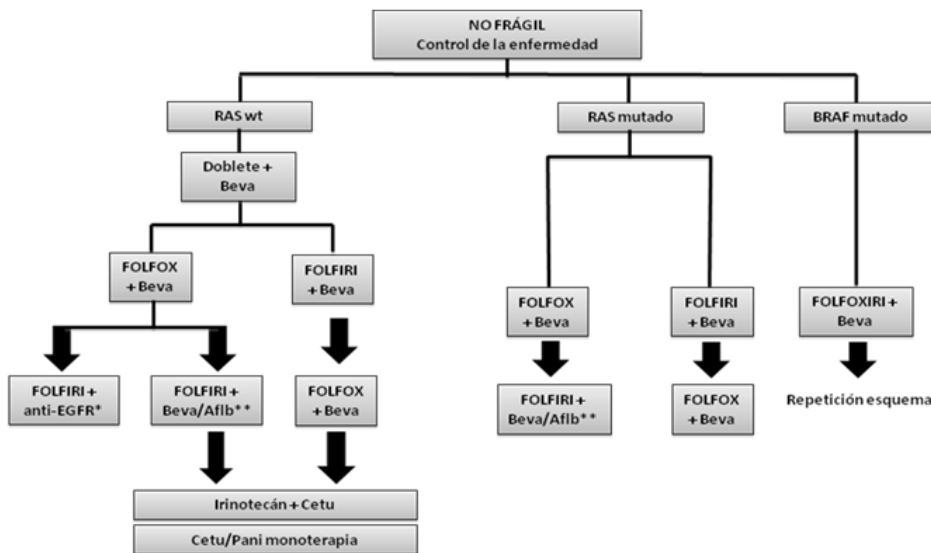 NO FRÁGIL
Control de la enfermedad
RAS wt
RAS mutado
BRAF mutado
Doblete +
Beva
FOLFOX
+ Beva
FOLFIRI
+ Beva
FOLFOX
+ Beva
FOLFIRI
+ Beva
FOLFOXIRI +
Beva
FOLFIRI +
anti-EGFR*
FOLFIRI +
Beva/Aflb**
FOLFOX
+ Beva
FOLFIRI +
Beva/Aflb**
FOLFOX
+ Beva
Repetición esquema
Irinotecán + Cetu
Cetu/Pani monoterapia